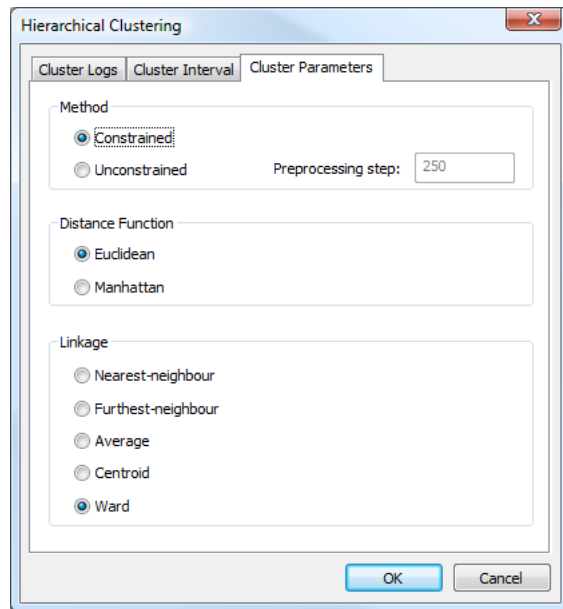 Hierarchical Clustering
Cluster Logs Cluster Interval Cluster Parameters
Method
Constrained
Unconstrained Preprocessing step: 250
Distance Function
Euclidean
Manhattan
Linkage
Nearest-neighbour
Furthest-neighbour
Average
Centroid
Ward
OK Cancel